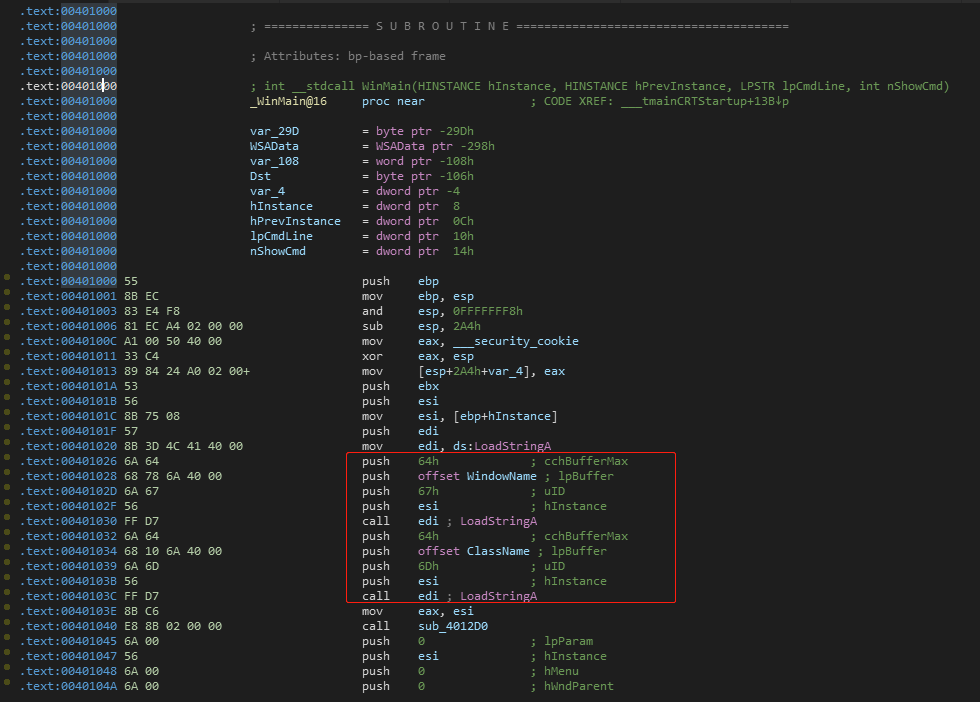 .text:00401000
.text:00401000 ; =============== S U B R O U T I N E =======================================
.text:00401000
.text:00401000 ; Attributes: bp-based frame
.text:00401000
.text:00401000 ; int __stdcall WinMain(HINSTANCE hInstance, HINSTANCE hPrevInstance, LPSTR lpCmdLine, int nShowCmd)
.text:00401000 _WinMain@16 proc near ; CODE XREF: ___tmainCRTStartup+13B↓p
.text:00401000
.text:00401000 var_29D = byte ptr -29Dh
.text:00401000 WSAData = WSAData ptr -298h
.text:00401000 var_108 = word ptr -108h
.text:00401000 Dst = byte ptr -106h
.text:00401000 var_4 = dword ptr -4
.text:00401000 hInstance = dword ptr 8
.text:00401000 hPrevInstance = dword ptr 0Ch
.text:00401000 lpCmdLine = dword ptr 10h
.text:00401000 nShowCmd = dword ptr 14h
.text:00401000
.text:00401000 55 push ebp
.text:00401001 8B EC mov ebp, esp
.text:00401003 83 E4 F8 and esp, 0FFFFFFF8h
.text:00401006 81 EC A4 02 00 00 sub esp, 2A4h
.text:0040100C A1 00 50 40 00 mov eax, ___security_cookie
.text:00401011 33 C4 xor eax, esp
.text:00401013 89 84 24 A0 02 00+ mov [esp+2A4h+var_4], eax
.text:0040101A 53 push ebx
.text:0040101B 56 push esi
.text:0040101C 8B 75 08 mov esi, [ebp+hInstance]
.text:0040101F 57 push edi
.text:00401020 8B 3D 4C 41 40 00 mov edi, ds:LoadStringA
.text:00401026 6A 64 push 64h ; cchBufferMax
.text:00401028 68 78 6A 40 00 push offset WindowName ; lpBuffer
.text:0040102D 6A 67 push 67h ; uID
.text:0040102F 56 push esi ; hInstance
.text:00401030 FF D7 call edi ; LoadStringA
.text:00401032 6A 64 push 64h ; cchBufferMax
.text:00401034 68 10 6A 40 00 push offset ClassName ; lpBuffer
.text:00401039 6A 6D push 6Dh ; uID
.text:0040103B 56 push esi ; hInstance
.text:0040103C FF D7 call edi ; LoadStringA
.text:0040103E 8B C6 mov eax, esi
.text:00401040 E8 8B 02 00 00 call sub_4012D0
.text:00401045 6A 00 push 0 ; lpParam
.text:00401047 56 push esi ; hInstance
.text:00401048 6A 00 push 0 ; hMenu
.text:0040104A 6A 00 push 0 ; hWndParent